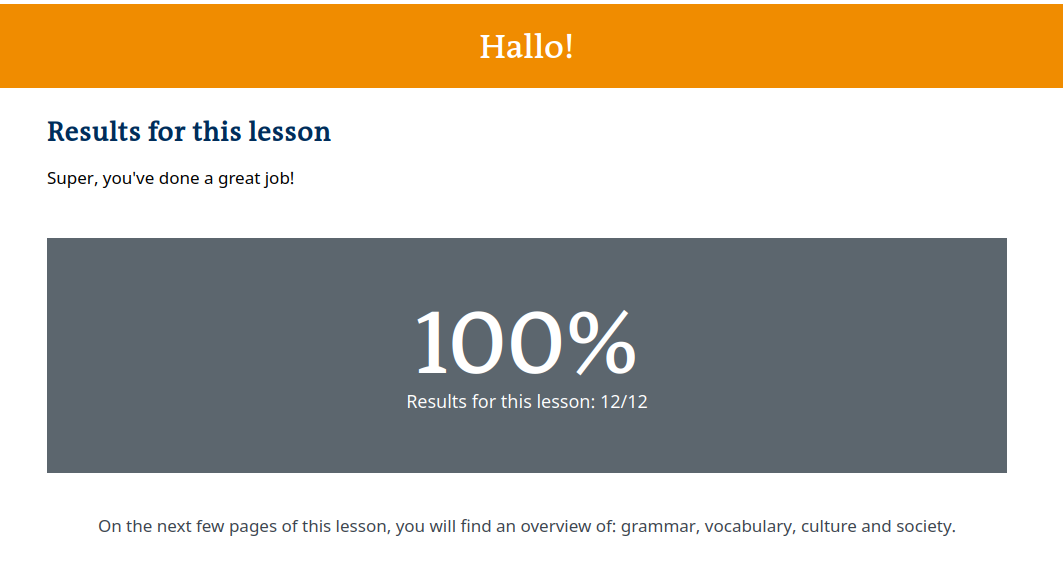 Hallo!
Results for this lesson
Super, you've done a great job!
100%
Results for this lesson: 12/12
On the next few pages of this lesson, you will find an overview of: grammar, vocabulary, culture and society.